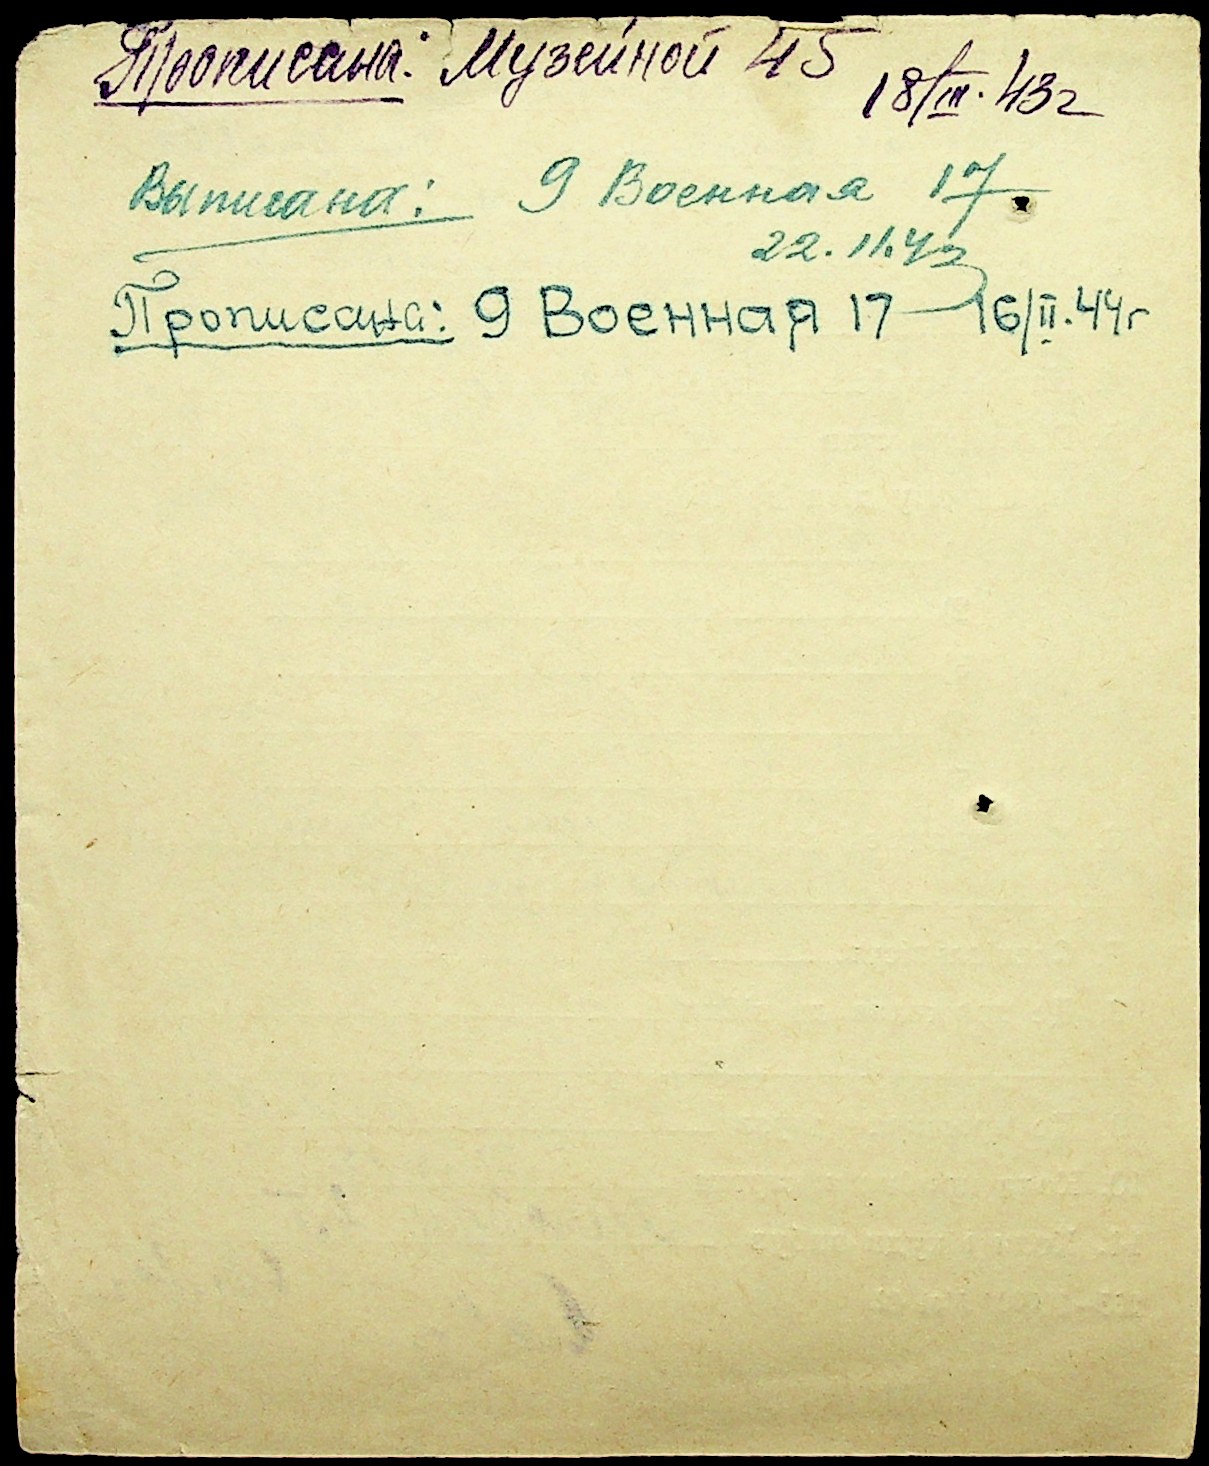 Прописана: Музейной 45 18/III. 43г
Выписана: 9 Военная 17
22.11.43
Прописана: 9 Военная 17 – 16/II. 44г